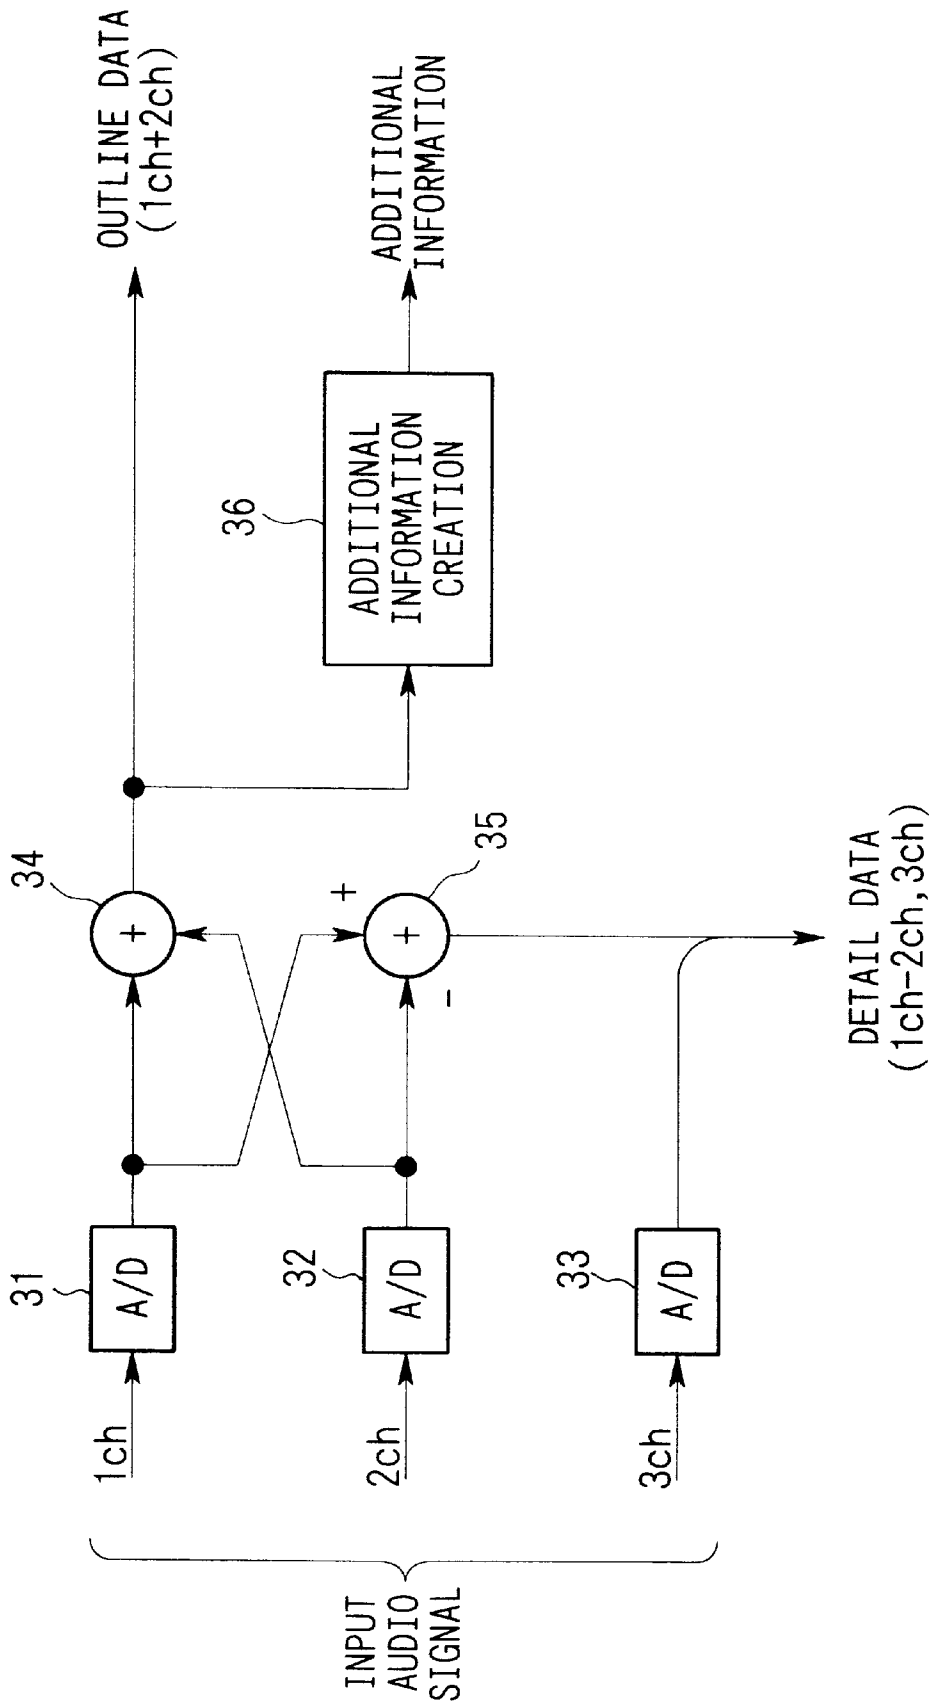 INPUT
AUDIO
SIGNAL
1ch
2ch
3ch
31
A/D
32
A/D
33
A/D
34
+
+
35
+
-
36
ADDITIONAL
INFORMATION
CREATION
OUTLINE DATA
(1ch+2ch)
ADDITIONAL
INFORMATION
DETAIL DATA
(1ch-2ch,3ch)